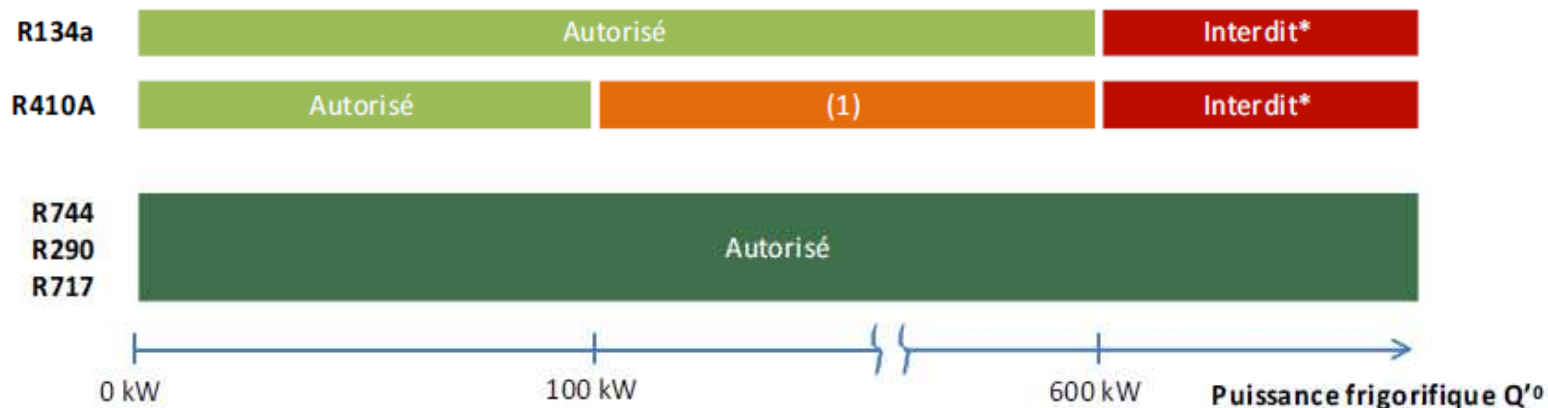 R134a Autorisé Interdit*
R410A Autorisé (1) Interdit*
R744
R290 Autorisé
R717
0 kW 100 kW 600 kW Puissance frigorifique Q'⁰